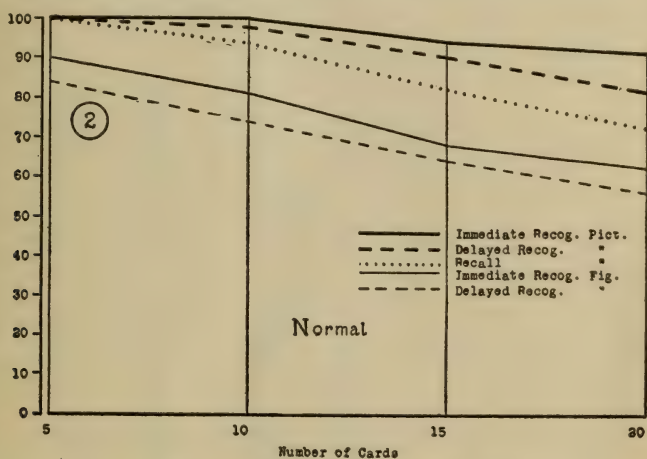 100
90
80
2
70
60
50
Immediate Recog. Pict.
Delayed Recog. "
40
Recall "
Immediate Recog. Fig.
30
Delayed Recog. "
20
Normal
10
0
5 10 15 20
Number of Cards